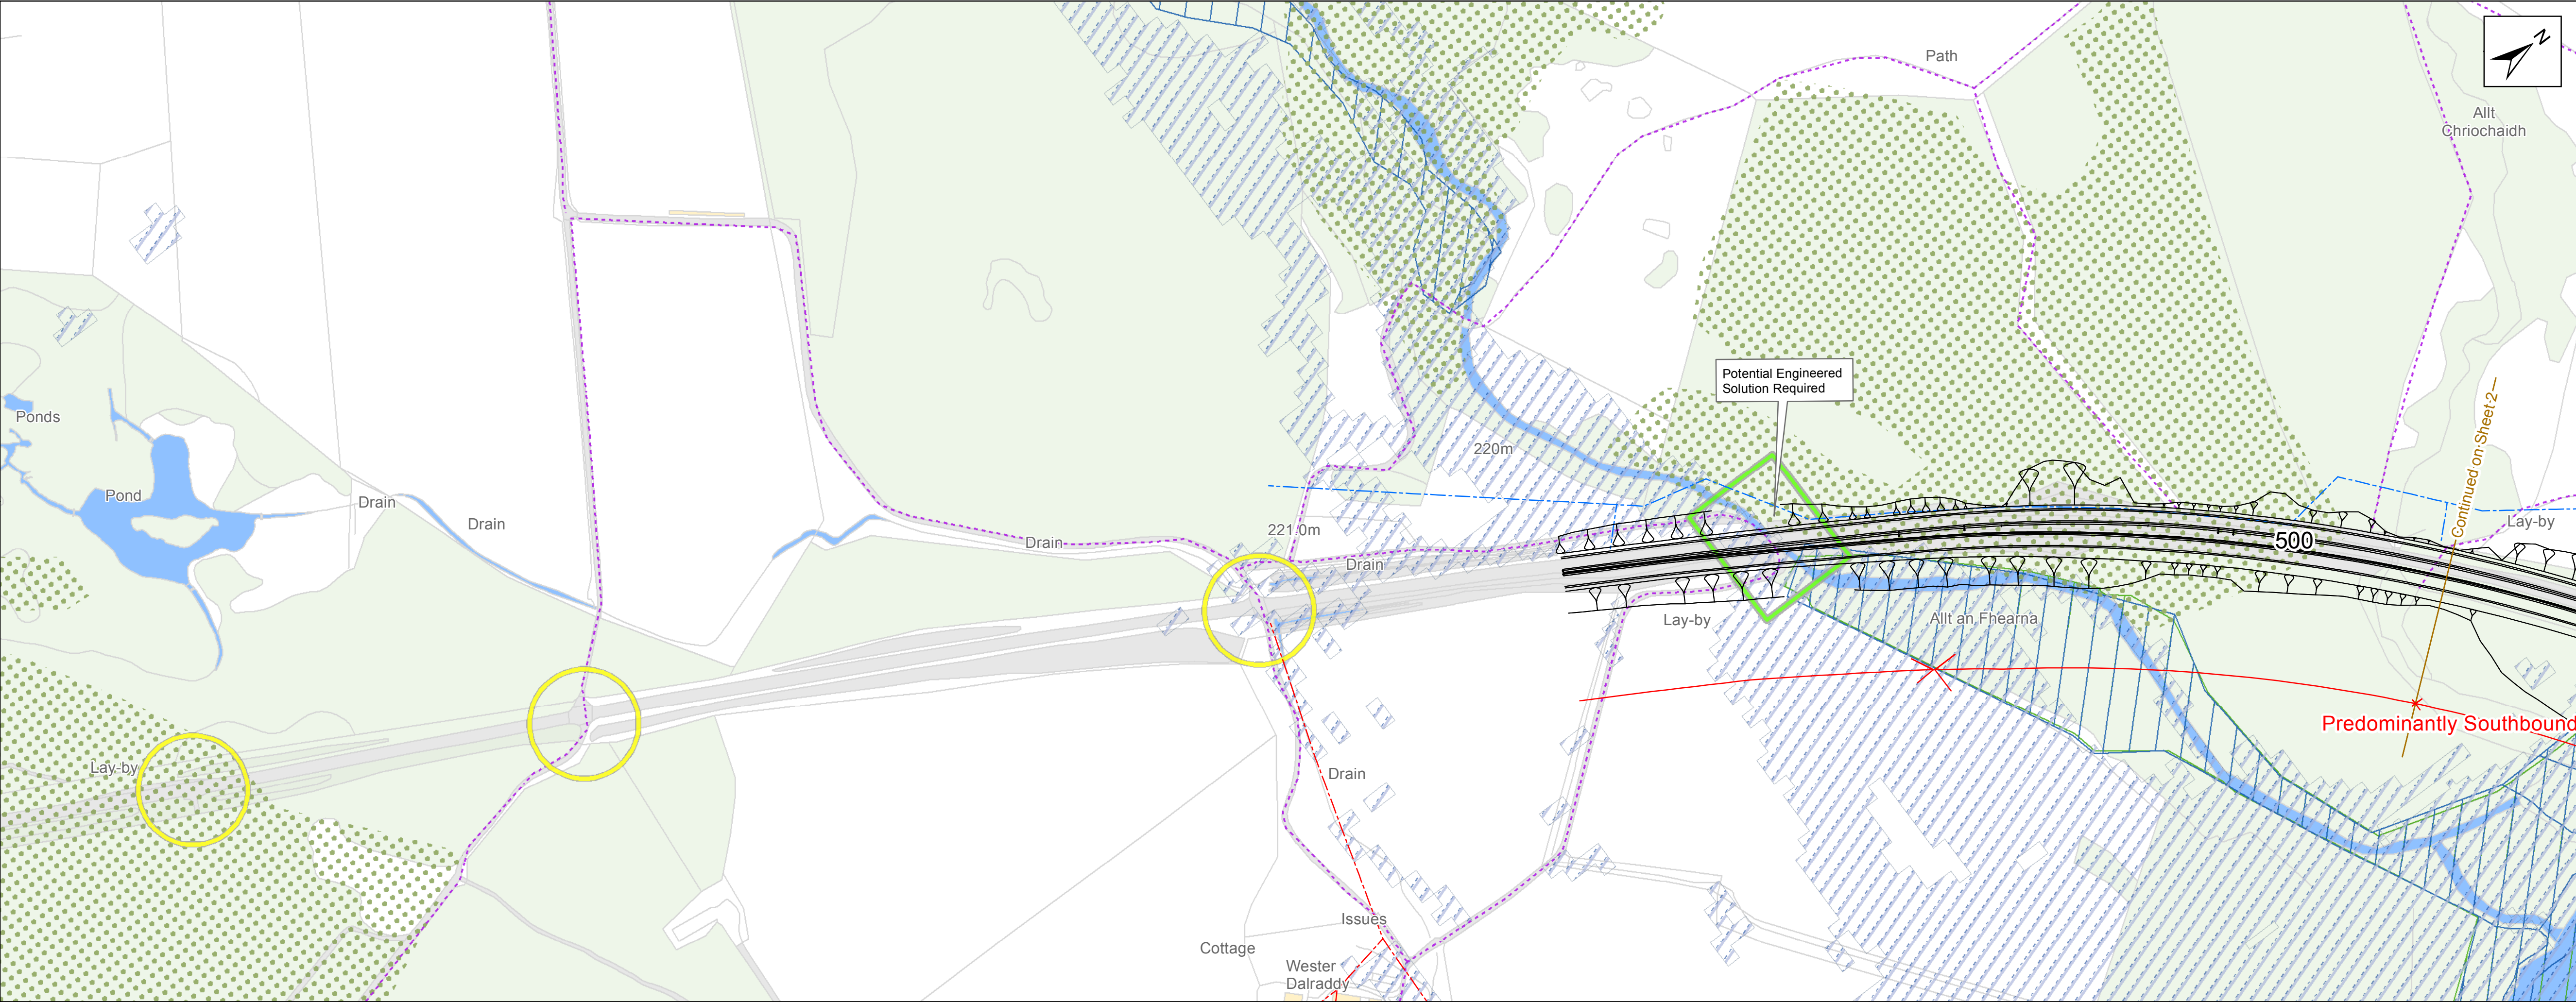 N
Path
Allt
Chriochaidh
Potential Engineered
Solution Required
Ponds
Continued on Sheet 2
220m
Pond
Drain
Drain
221.0m
Lay-by
Drain
500
Drain
Lay-by
Allt an Fhearna
Predominantly Southbound
Lay-by
Drain
Issues
Cottage
Wester
Dalraddy